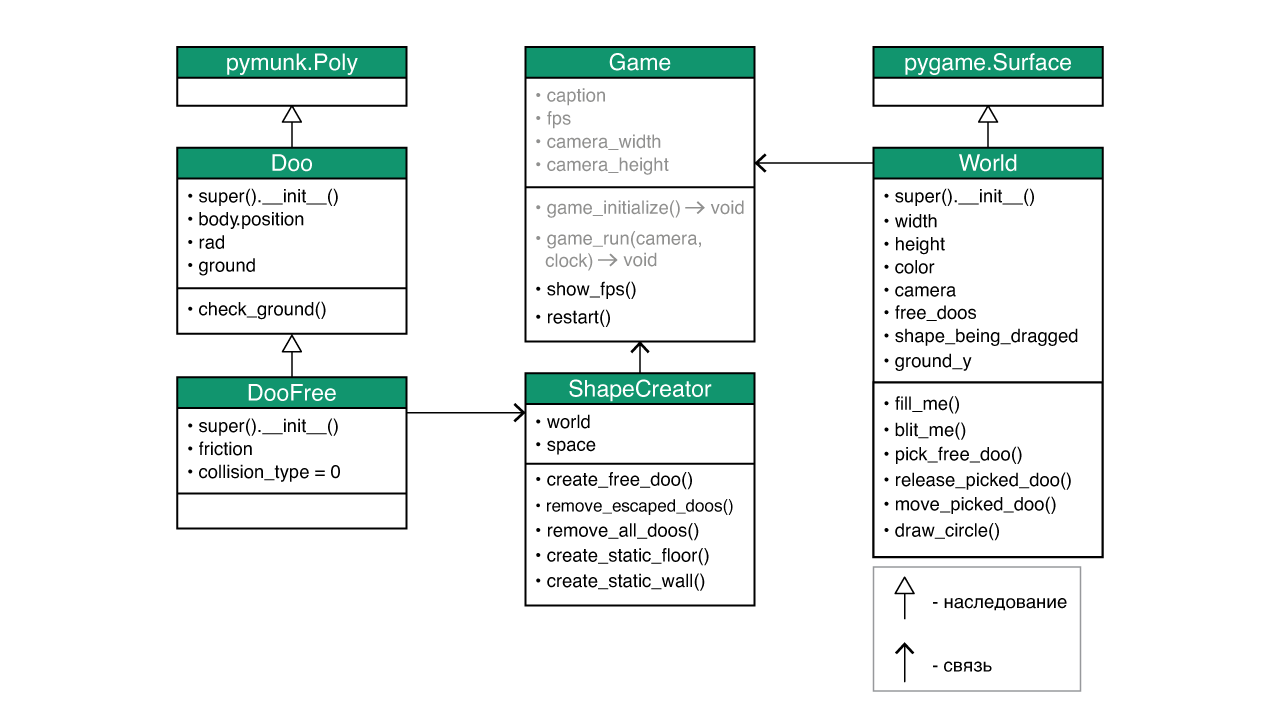 pymunk.Poly
Doo
• super().__init__()
• body.position
• rad
• ground
• check_ground()
DooFree
• super().__init__()
• friction
• collision_type = 0
Game
• caption
• fps
• camera_width
• camera_height
• game_initialize() → void
• game_run(camera,
clock) → void
• show_fps()
• restart()
ShapeCreator
• world
• space
• create_free_doo()
• remove_escaped_doos()
• remove_all_doos()
• create_static_floor()
• create_static_wall()
pygame.Surface
World
• super().__init__()
• width
• height
• color
• camera
• free_doos
• shape_being_dragged
• ground_y
• fill_me()
• blit_me()
• pick_free_doo()
• release_picked_doo()
• move_picked_doo()
• draw_circle()
- наследование
- связь